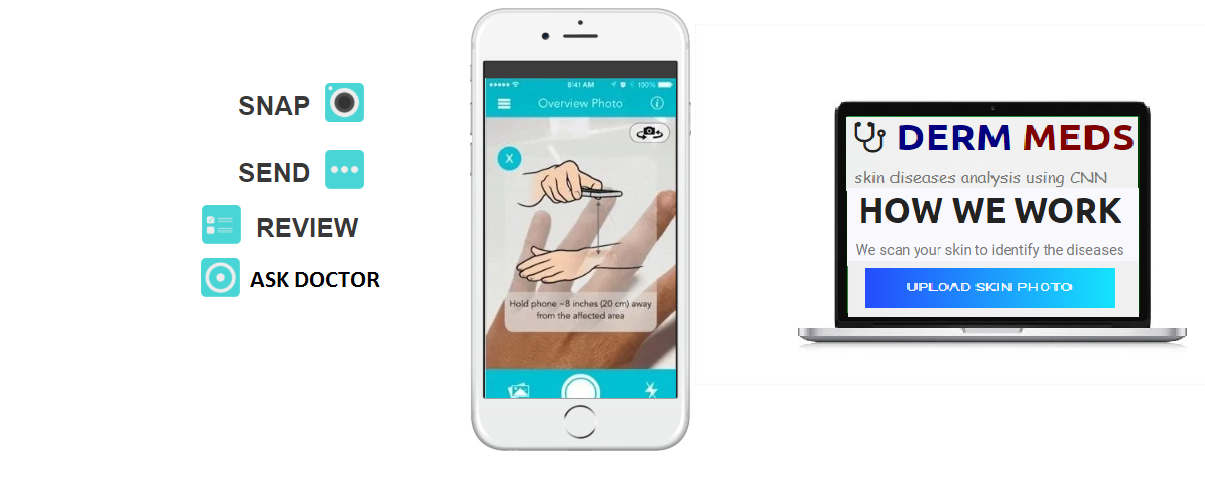 SNAP
SEND
REVIEW
ASK DOCTOR
9:41 AM
100%
Overview Photo
i
X
Hold phone ~8 inches (20 cm) away
from the affected area
DERM MEDS
skin diseases analysis using CNN
HOW WE WORK
We scan your skin to identify the diseases
UPLOAD SKIN PHOTO